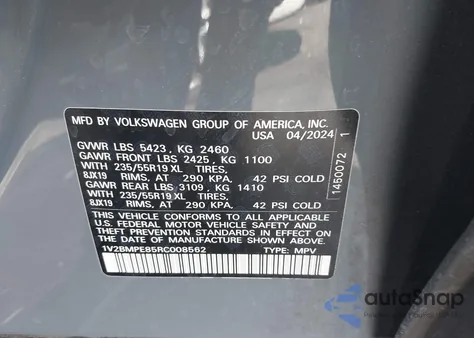 MFD BY VOLKSWAGEN GROUP OF AMERICA, INC.
USA 04/2024
GVWR LBS 5423, KG 2460
GAWR FRONT LBS 2425, KG 1100
WITH 235/55R19 XL TIRES,
8JX19 RIMS, AT 290 KPA. 42 PSI COLD
GAWR REAR LBS 3109, KG 1410
WITH 235/55R19 XL TIRES,
8JX19 RIMS, AT 290 KPA. 42 PSI COLD
THIS VEHICLE CONFORMS TO ALL APPLICABLE
U.S. FEDERAL MOTOR VEHICLE SAFETY AND
THEFT PREVENTION STANDARDS IN EFFECT ON
THE DATE OF MANUFACTURE SHOWN ABOVE.
1V2BMPE85RC008562 TYPE: MPV
1450072 1
autoSnap